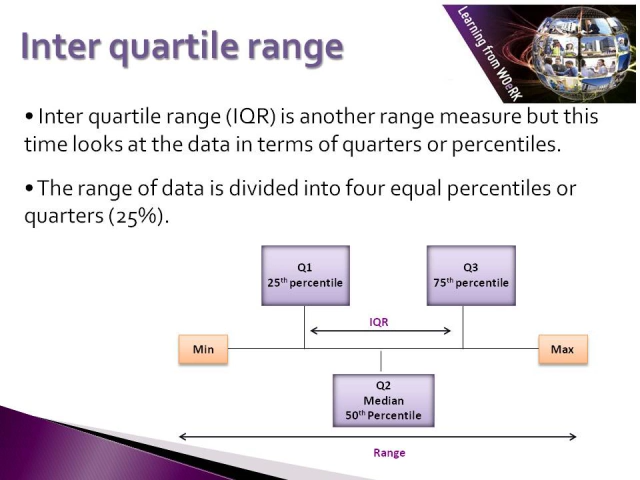 Inter quartile range
Learning from WOeRK
• Inter quartile range (IQR) is another range measure but this
time looks at the data in terms of quarters or percentiles.
• The range of data is divided into four equal percentiles or
quarters (25%).
Q1
25th percentile
Q3
75th percentile
IQR
Min
Max
Q2
Median
50th Percentile
Range